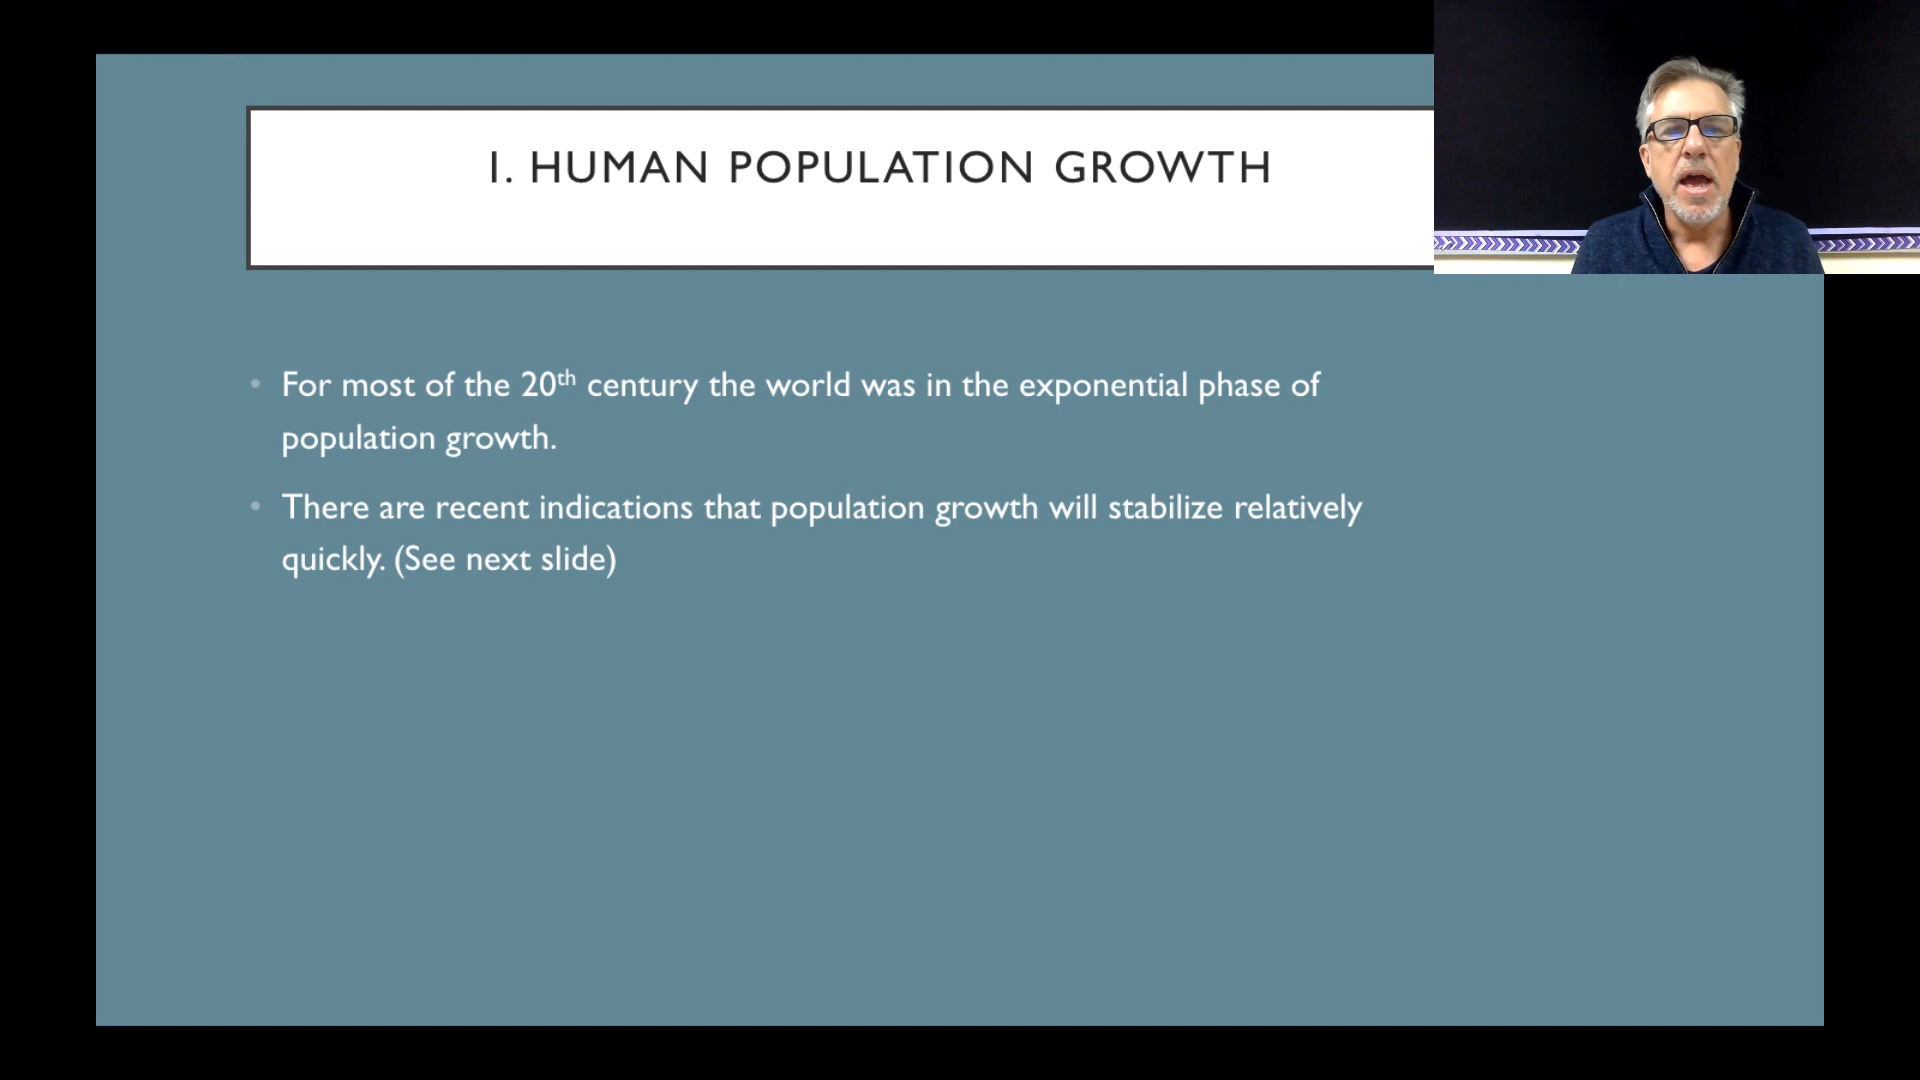 I. HUMAN POPULATION GROWTH
• For most of the 20th century the world was in the exponential phase of
population growth.
• There are recent indications that population growth will stabilize relatively
quickly. (See next slide)